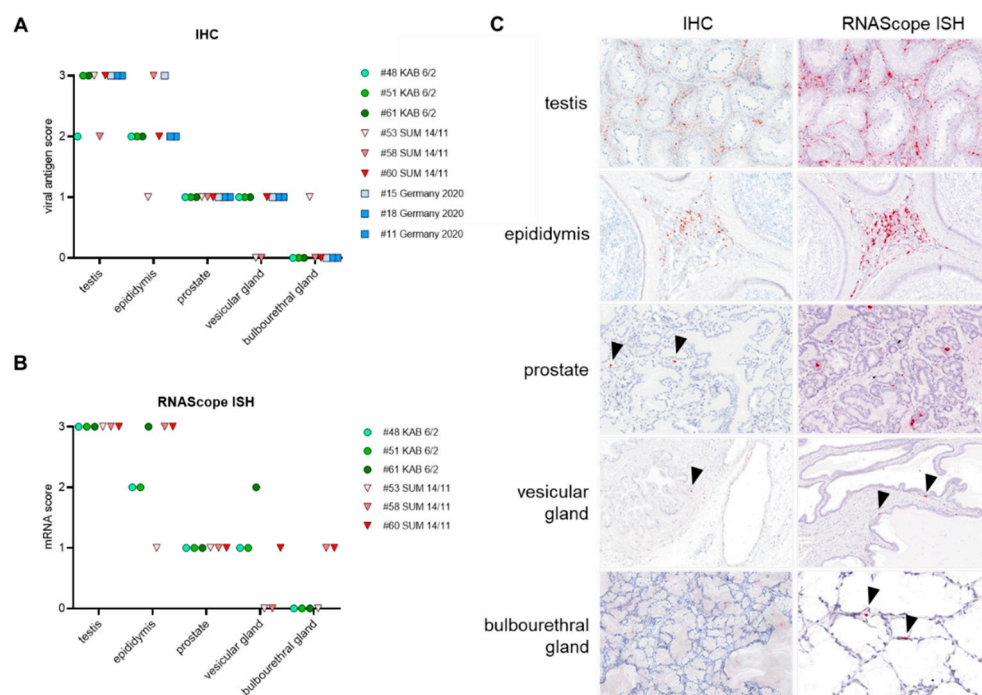 A
IHC
viral antigen score
3
2
1
0
testis
epididymis
prostate
vesicular gland
bulbourethral gland
#48 KAB 6/2
#51 KAB 6/2
#61 KAB 6/2
#53 SUM 14/11
#58 SUM 14/11
#60 SUM 14/11
#15 Germany 2020
#18 Germany 2020
#11 Germany 2020
B
RNAScope ISH
mRNA score
3
2
1
0
testis
epididymis
prostate
vesicular gland
bulbourethral gland
#48 KAB 6/2
#51 KAB 6/2
#61 KAB 6/2
#53 SUM 14/11
#58 SUM 14/11
#60 SUM 14/11
C
IHC
RNAScope ISH
testis
epididymis
prostate
vesicular
gland
bulbourethral
gland